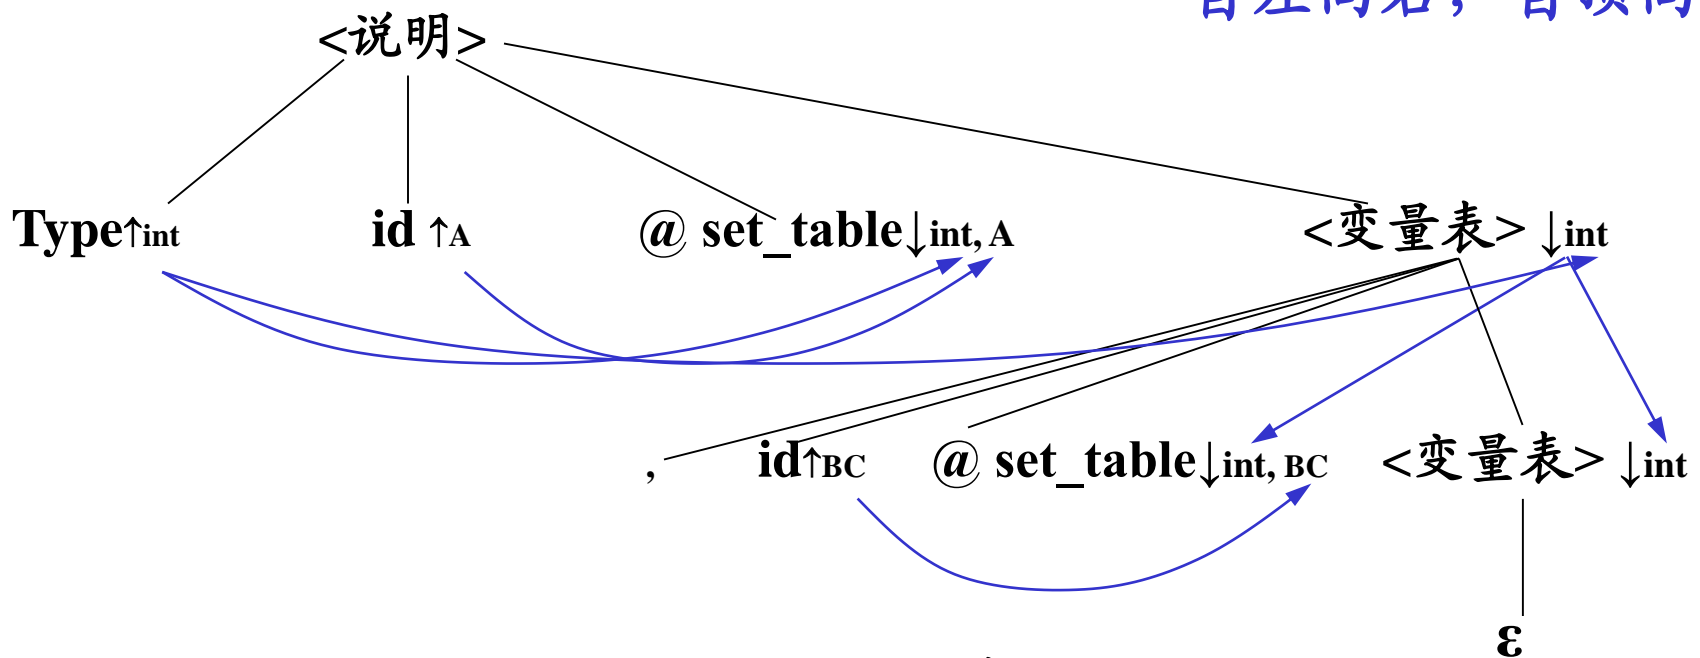 <说明>
Type↑int id ↑A @ set_table↓int, A <变量表> ↓int
, id↑BC @ set_table↓int, BC <变量表> ↓int
ε